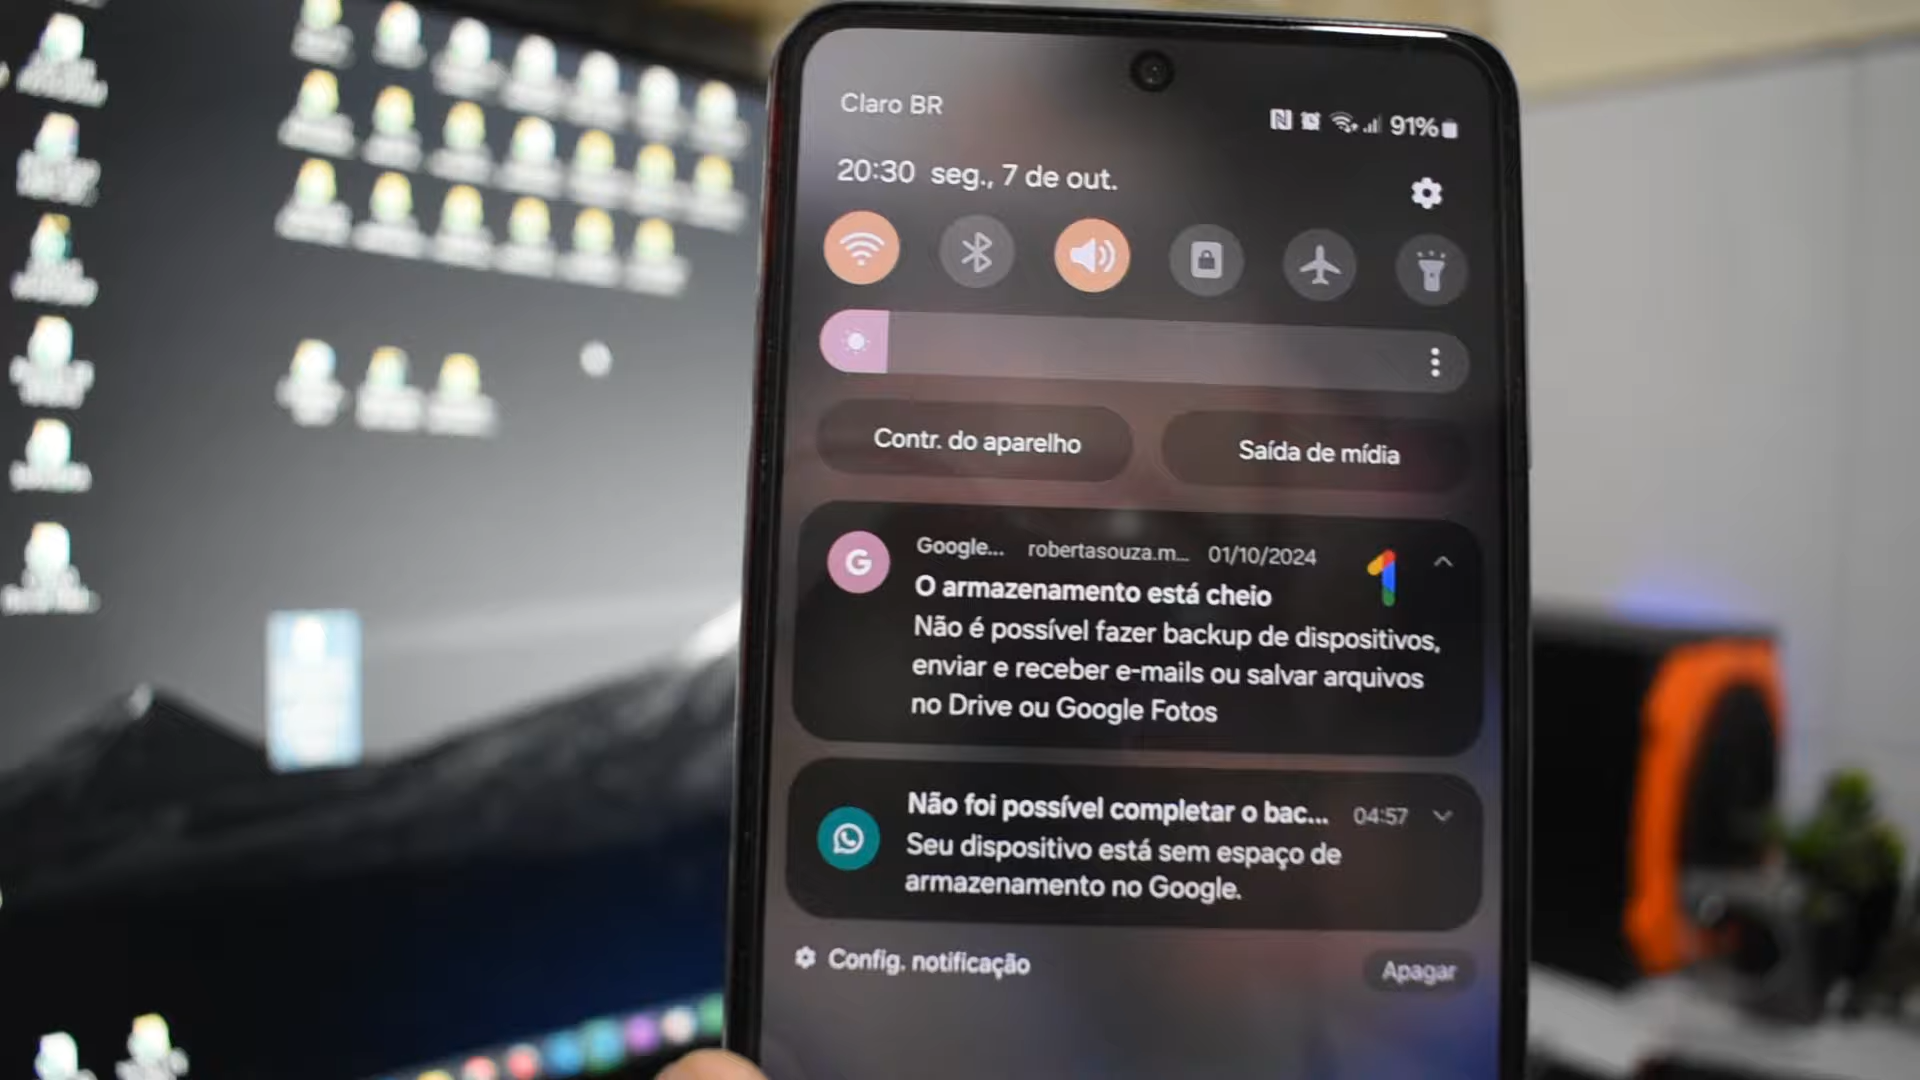 Claro BR
91%
20:30 seg., 7 de out.
Contr. do aparelho
Saída de mídia
G
Google... robertasouza.m... 01/10/2024
O armazenamento está cheio
Não é possível fazer backup de dispositivos,
enviar e receber e-mails ou salvar arquivos
no Drive ou Google Fotos
Não foi possível completar o bac... 04:57
Seu dispositivo está sem espaço de
armazenamento no Google.
Config. notificação
Apagar